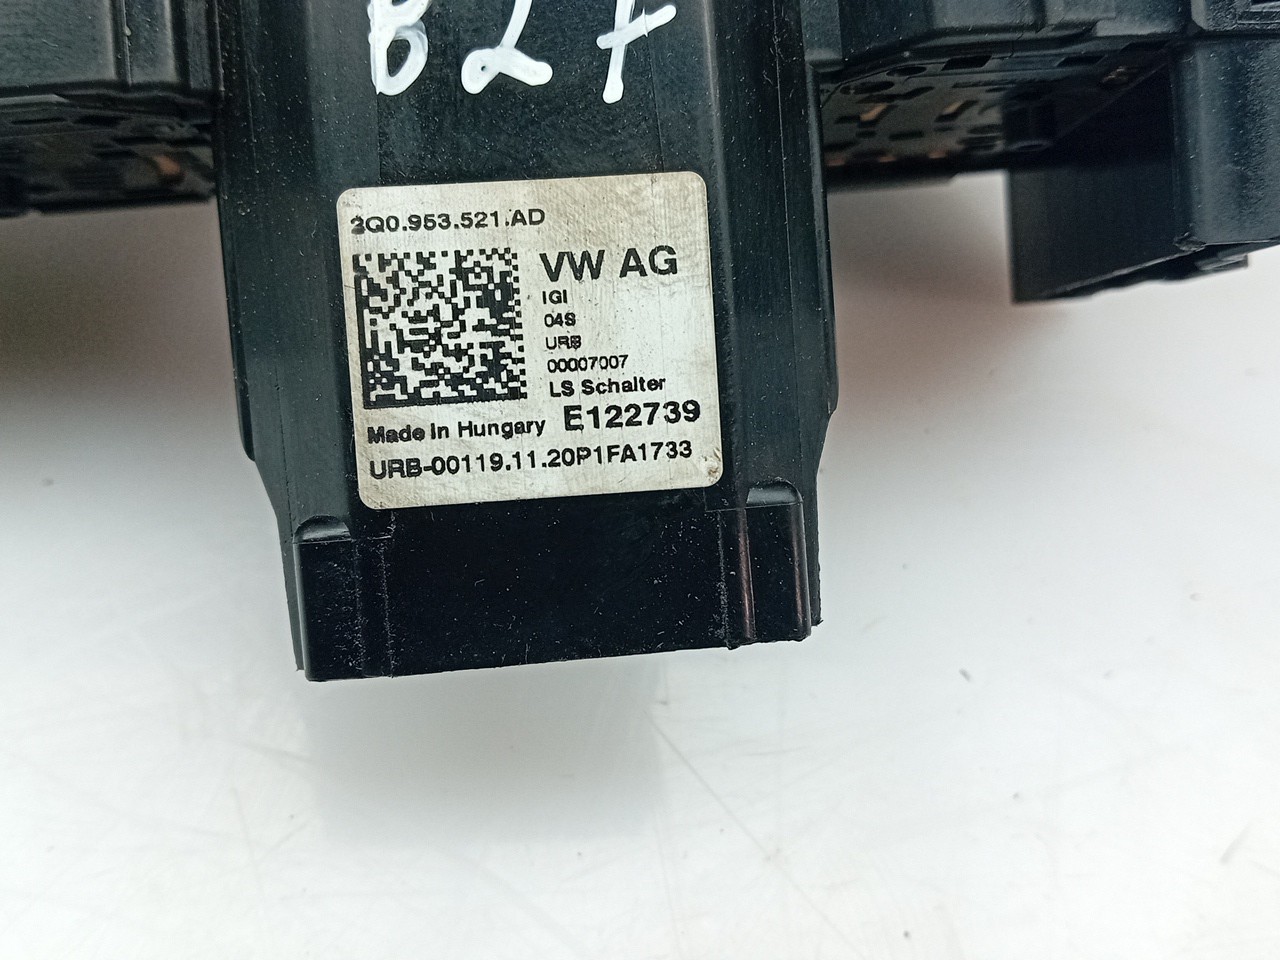 B27
2Q0.953.521.AD
VW AG
IGI
04S
URB
00007007
LS Schalter
Made in Hungary E122739
URB-00119.11.20P1FA1733